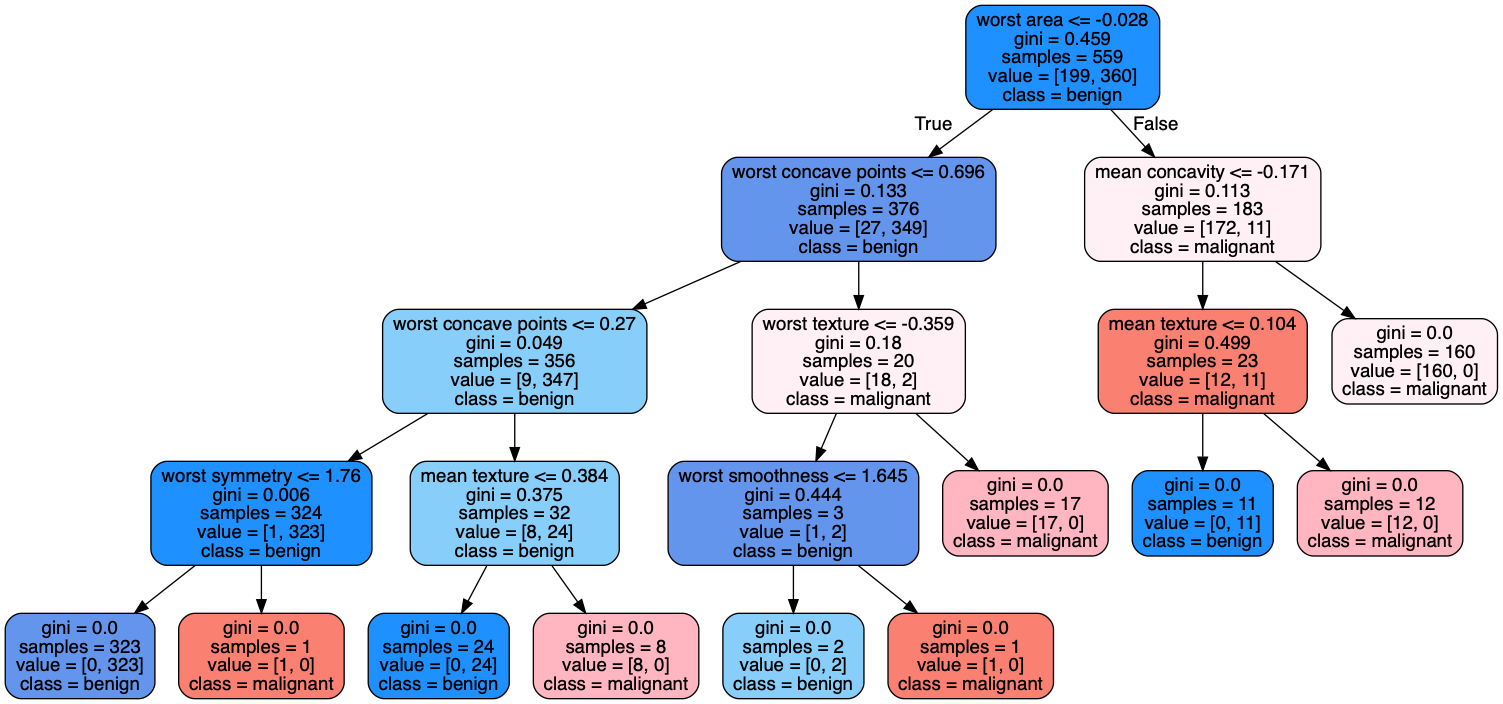 worst area <= -0.028
gini = 0.459
samples = 559
value = [199, 360]
class = benign
True
False
worst concave points <= 0.696
gini = 0.133
samples = 376
value = [27, 349]
class = benign
mean concavity <= -0.171
gini = 0.113
samples = 183
value = [172, 11]
class = malignant
worst concave points <= 0.27
gini = 0.049
samples = 356
value = [9, 347]
class = benign
worst texture <= -0.359
gini = 0.18
samples = 20
value = [18, 2]
class = malignant
mean texture <= 0.104
gini = 0.499
samples = 23
value = [12, 11]
class = malignant
gini = 0.0
samples = 160
value = [160, 0]
class = malignant
worst symmetry <= 1.76
gini = 0.006
samples = 324
value = [1, 323]
class = benign
mean texture <= 0.384
gini = 0.375
samples = 32
value = [8, 24]
class = benign
worst smoothness <= 1.645
gini = 0.444
samples = 3
value = [1, 2]
class = benign
gini = 0.0
samples = 17
value = [17, 0]
class = malignant
gini = 0.0
samples = 11
value = [0, 11]
class = benign
gini = 0.0
samples = 12
value = [12, 0]
class = malignant
gini = 0.0
samples = 323
value = [0, 323]
class = benign
gini = 0.0
samples = 1
value = [1, 0]
class = malignant
gini = 0.0
samples = 24
value = [0, 24]
class = benign
gini = 0.0
samples = 8
value = [8, 0]
class = malignant
gini = 0.0
samples = 2
value = [0, 2]
class = benign
gini = 0.0
samples = 1
value = [1, 0]
class = malignant